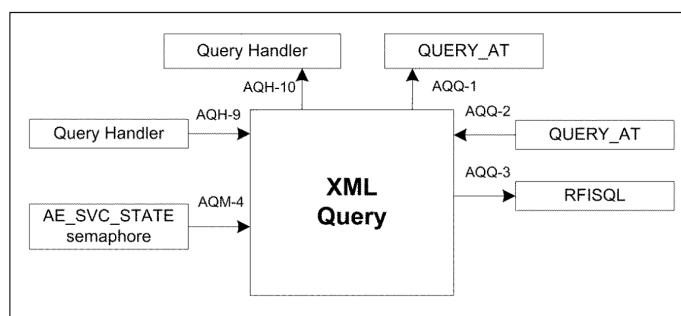 Query Handler
QUERY_AT
AQH-10
AQQ-1
AQH-9
AQQ-2
Query Handler
QUERY_AT
XML
Query
AQQ-3
RFISQL
AQM-4
AE_SVC_STATE
semaphore